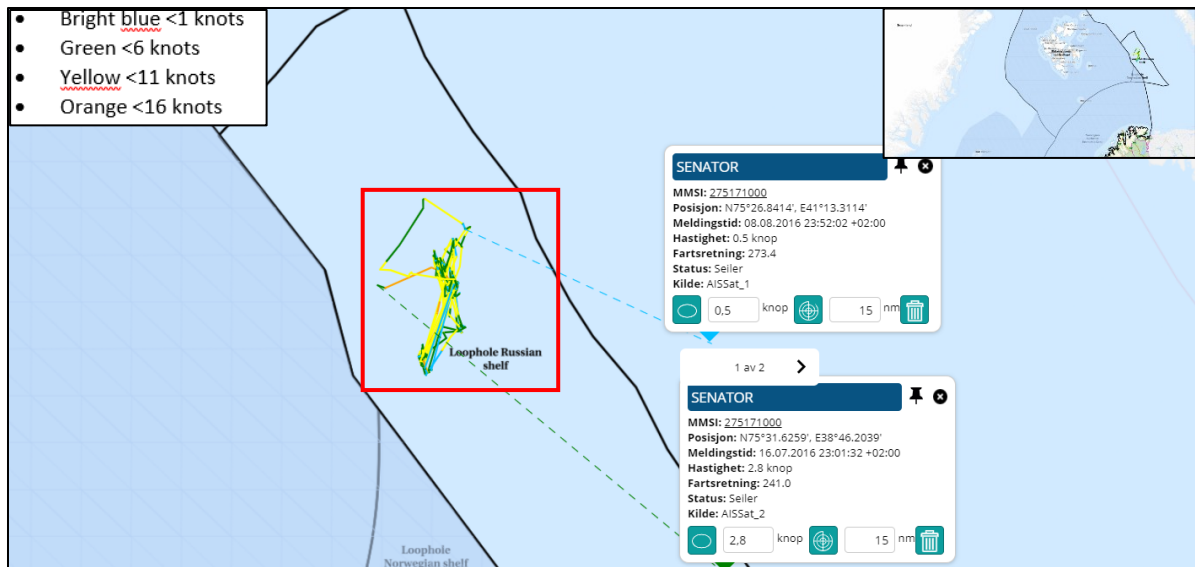 Bright blue <1 knots
Green <6 knots
Yellow <11 knots
Orange <16 knots
SENATOR
MMSI: 275171000
Posisjon: N75°26.8414', E41°13.3114'
Meldingstid: 08.08.2016 23:52:02 +02:00
Hastighet: 0.5 knop
Fartsretning: 273.4
Status: Seiler
Kilde: AISSat_1
0,5 knop 15 nm
1 av 2
Loophole Russian
shelf
SENATOR
MMSI: 275171000
Posisjon: N75°31.6259', E38°46.2039'
Meldingstid: 16.07.2016 23:01:32 +02:00
Hastighet: 2.8 knop
Fartsretning: 241.0
Status: Seiler
Kilde: AISSat_2
2,8 knop 15 nm
Loophole
Norwegian shelf